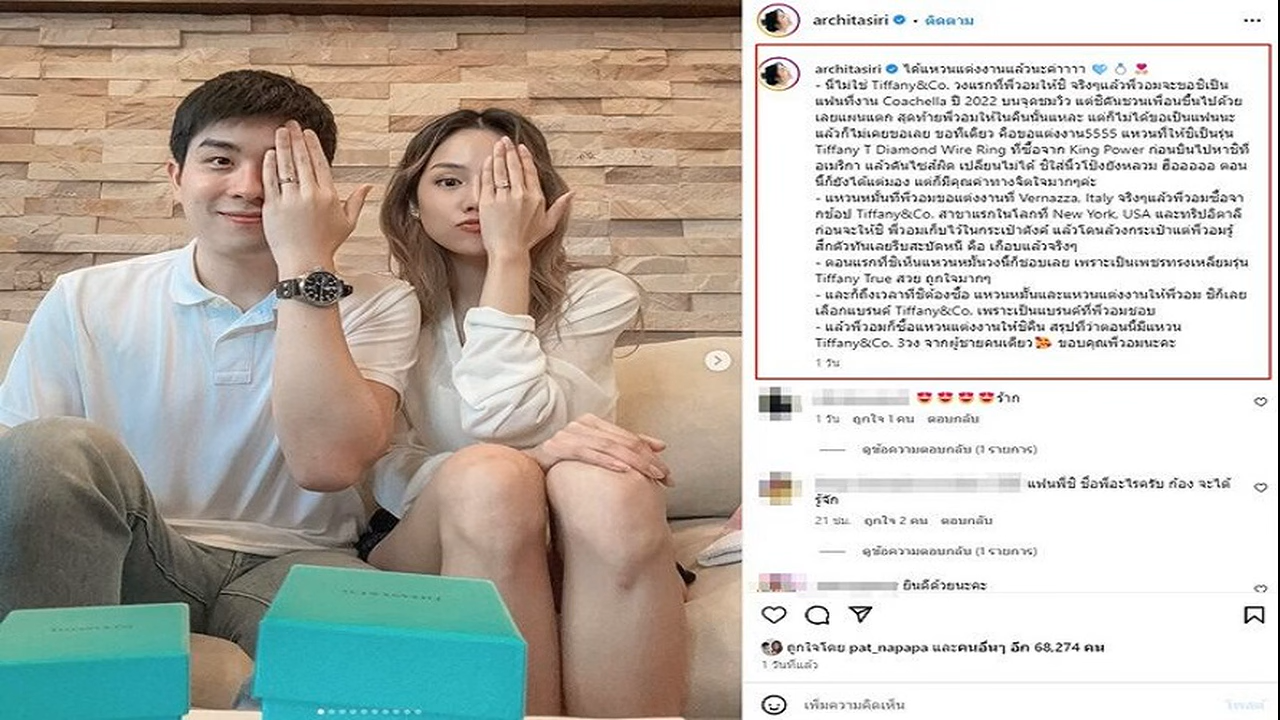 architasiri • ติดตาม
architasiri ได้แหวนแต่งงานแล้วนะค่าาาา 🩵 💍 💝
- นี่ไม่ใช่ Tiffany&Co. วงแรกที่พี่วอมให้ซิ จริงๆแล้วพี่วอมจะขอซิเป็น
แฟนที่งาน Coachella ปี 2022 บนจุดชมวิว แต่ซิดันชวนเพื่อนขึ้นไปด้วย
เลยแผนแตก สุดท้ายพี่วอมให้ในคืนนั้นแหละ แต่ก็ไม่ได้ขอเป็นแฟนนะ
แล้วก็ไม่เคยขอเลย ขอทีเดียว คือขอแต่งงาน5555 แหวนที่ให้ซิเป็นรุ่น
Tiffany T Diamond Wire Ring ที่ซื้อจาก King Power ก่อนบินไปหาซิที่
อเมริกา แล้วดันไซส์ผิด เปลี่ยนไม่ได้ ซิใส่นิ้วโป้งยังหลวม ฮือออออ ตอน
นี้ก็ยังได้แต่มอง แต่ก็มีคุณค่าทางจิตใจมากๆค่ะ
- แหวนหมั้นที่พี่วอมขอแต่งงานที่ Vernazza, Italy จริงๆแล้วพี่วอมซื้อจา
กช้อป Tiffany&Co. สาขาแรกในโลกที่ New York, USA และทริปอิตาลี
ก่อนจะให้ซิ พี่วอมเก็บไว้ในกระเป๋าตังค์ แล้วโดนล้วงกระเป๋าแต่พี่วอมรู้
สึกตัวทันเลยรีบสะบัดหนี คือ เกือบแล้วจริงๆ
- ตอนแรกที่ซิเห็นแหวนหมั้นวงนี้ก็ชอบเลย เพราะเป็นเพชรทรงเหลี่ยมรุ่น
Tiffany True สวย ถูกใจมากๆ
- และก็ถึงเวลาที่ซิต้องซื้อ แหวนหมั้นและแหวนแต่งงานให้พี่วอม ซิก็เลย
เลือกแบรนด์ Tiffany&Co. เพราะเป็นแบรนด์ที่พี่วอมชอบ
- แล้วพี่วอมก็ซื้อแหวนแต่งงานให้ซิคืน สรุปที่ว่าตอนนี้มีแหวน
Tiffany&Co. 3วง จากผู้ชายคนเดียว🥰 ขอบคุณพี่วอมนะคะ
1 วัน
😍😍😍😍ร้าก
1 วัน ถูกใจ 1 คน ตอบกลับ
ดูข้อความตอบกลับ (1 รายการ)
แฟนพี่ซิ ชื่อพี่อะไรครับ ก้อง จะได้
รู้จัก
21 ชม. ถูกใจ 2 คน ตอบกลับ
ดูข้อความตอบกลับ (1 รายการ)
ยินดีด้วยนะคะ
ถูกใจโดย pat_napapa และคนอื่นๆ อีก 68,274 คน
1 วันที่แล้ว
เพิ่มความคิดเห็น
โพสต์